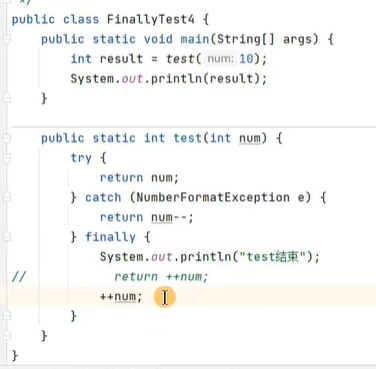 */
public class FinallyTest4 {
public static void main(String[] args) {
int result = test( num: 10);
System.out.println(result);
}
public static int test(int num) {
try {
return num;
} catch (NumberFormatException e) {
return num--;
} finally {
System.out.println("test结束");
// return ++num;
++num;
}
}
}